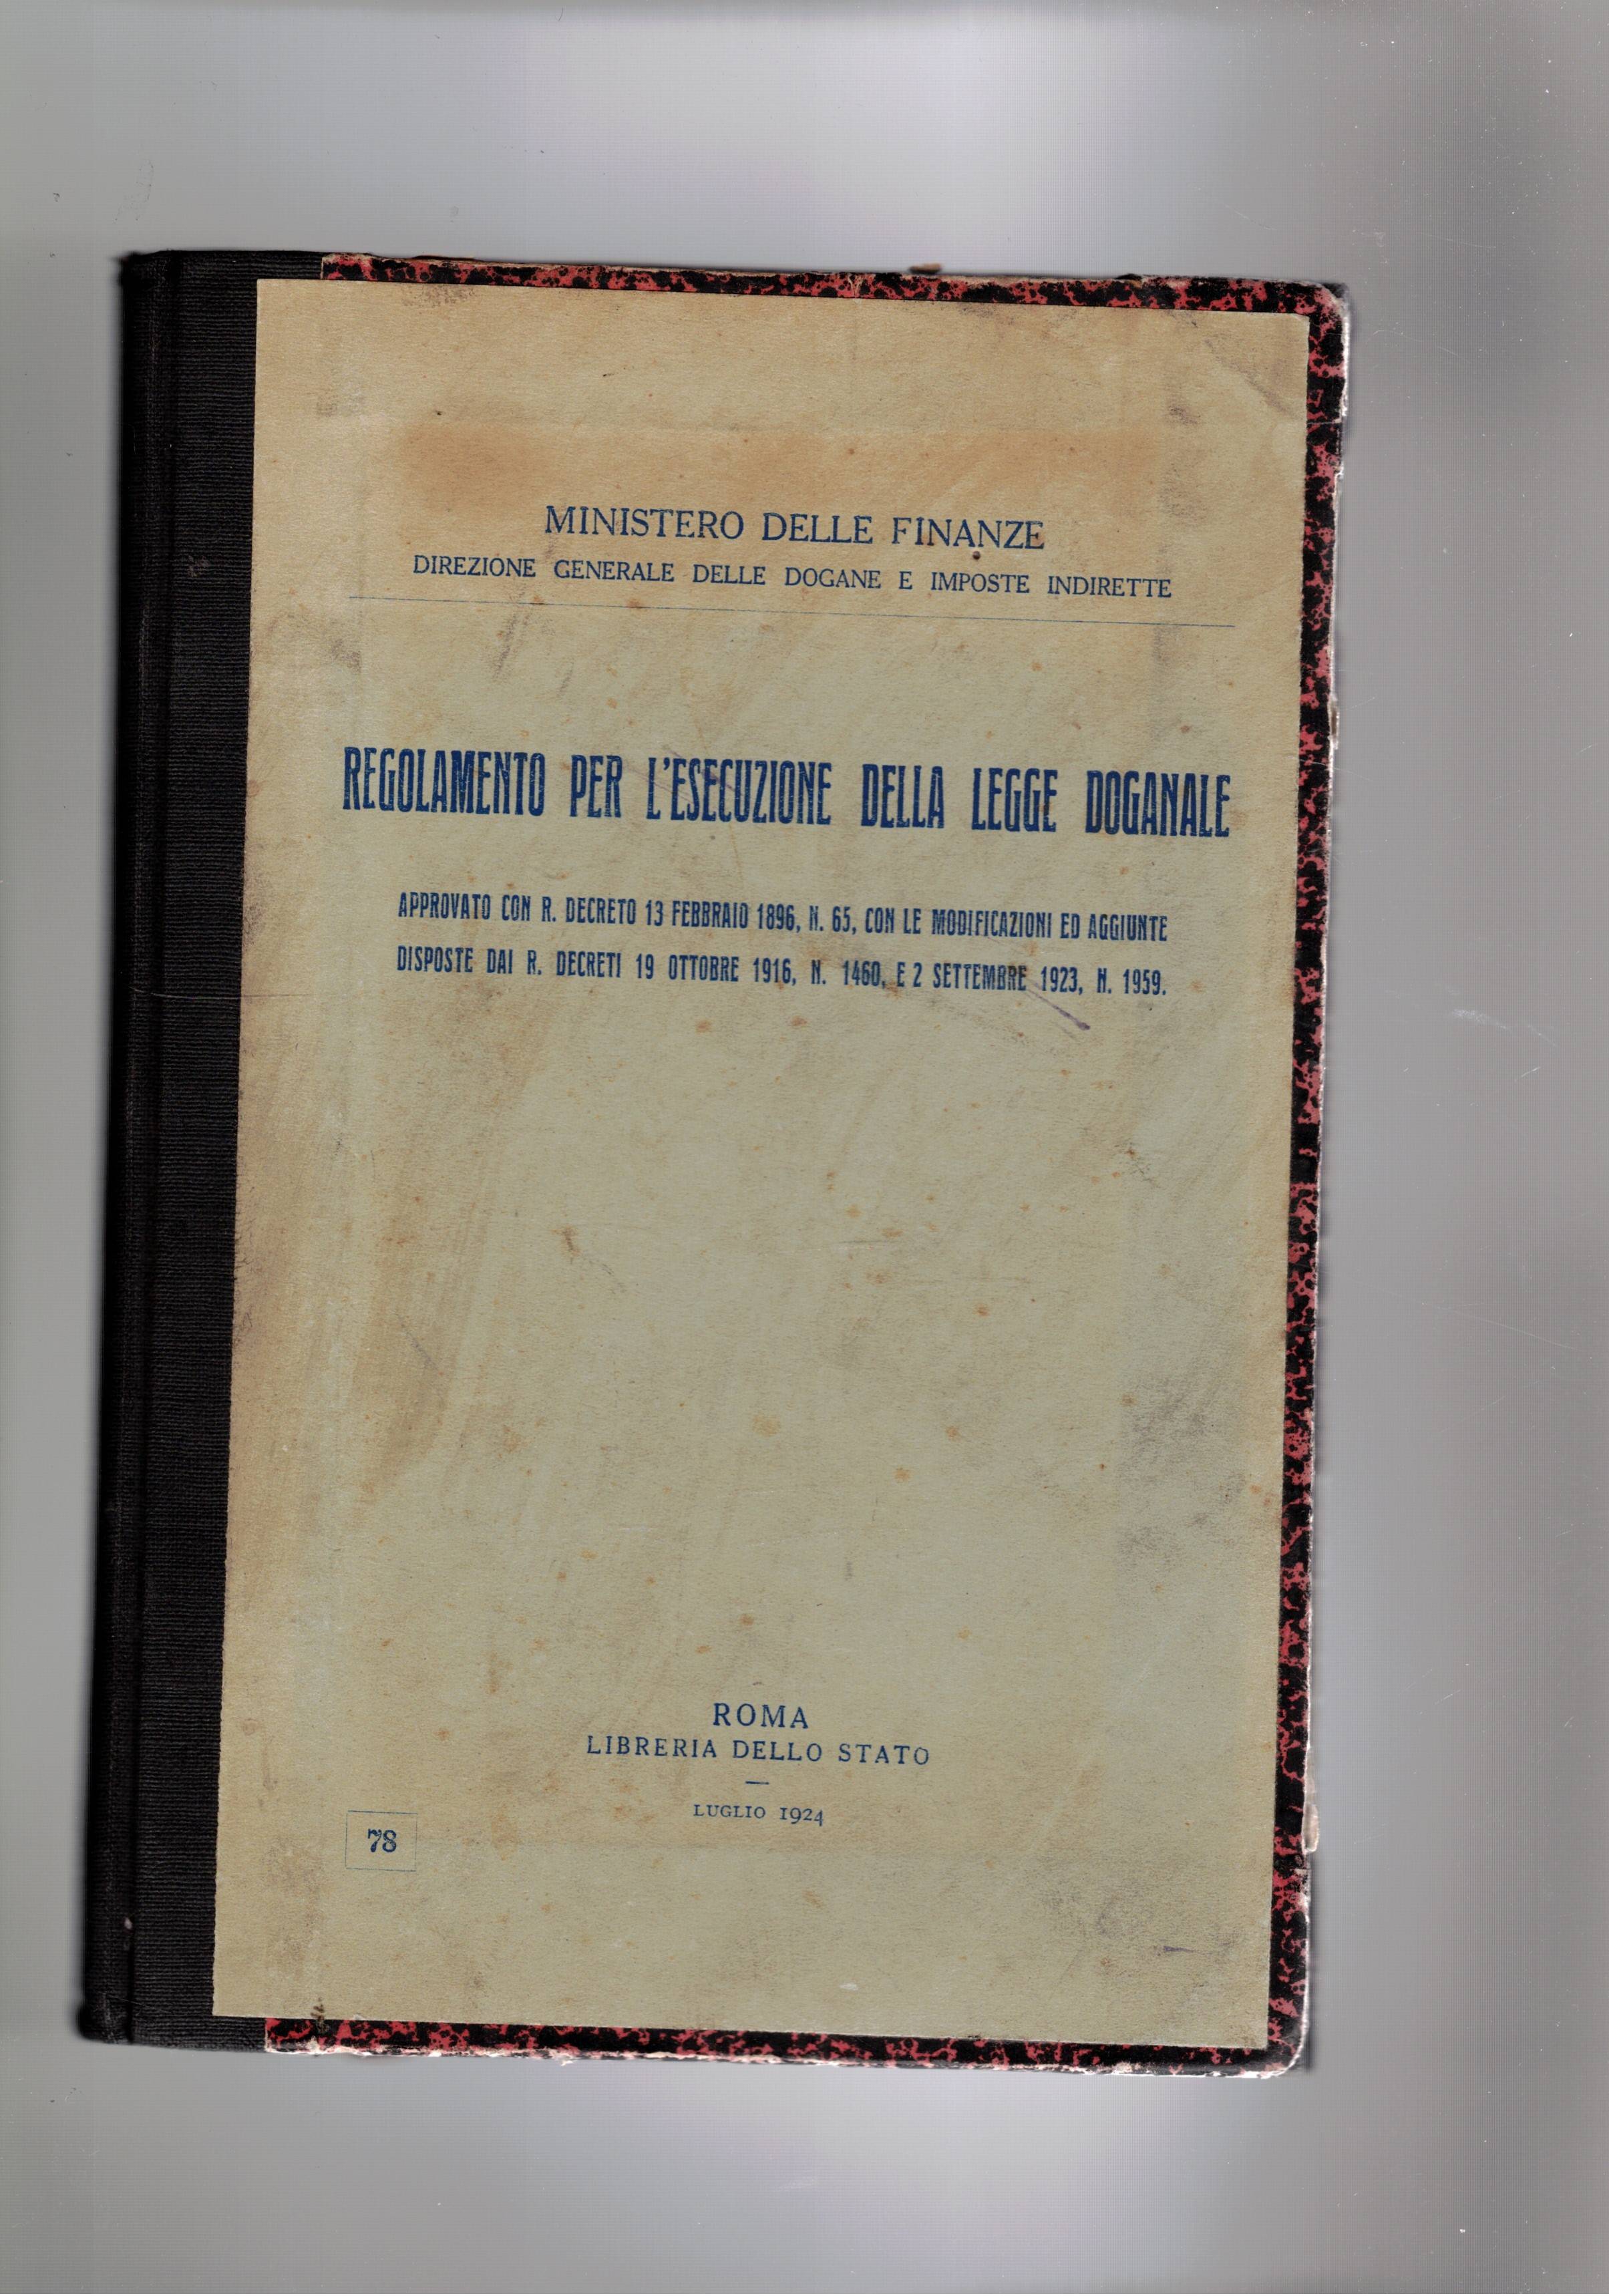 MINISTERO DELLE FINANZE
DIREZIONE GENERALE DELLE DOGANE E IMPOSTE INDIRETTE
REGOLAMENTO PER L'ESECUZIONE DELLA LEGGE DOGANALE
APPROVATO CON R. DECRETO 13 FEBBRAIO 1896, N. 65, CON LE MODIFICAZIONI ED AGGIUNTE
DISPOSTE DAI R. DECRETI 19 OTTOBRE 1916, N. 1460, E 2 SETTEMBRE 1923, N. 1959.
ROMA
LIBRERIA DELLO STATO
LUGLIO 1924
78